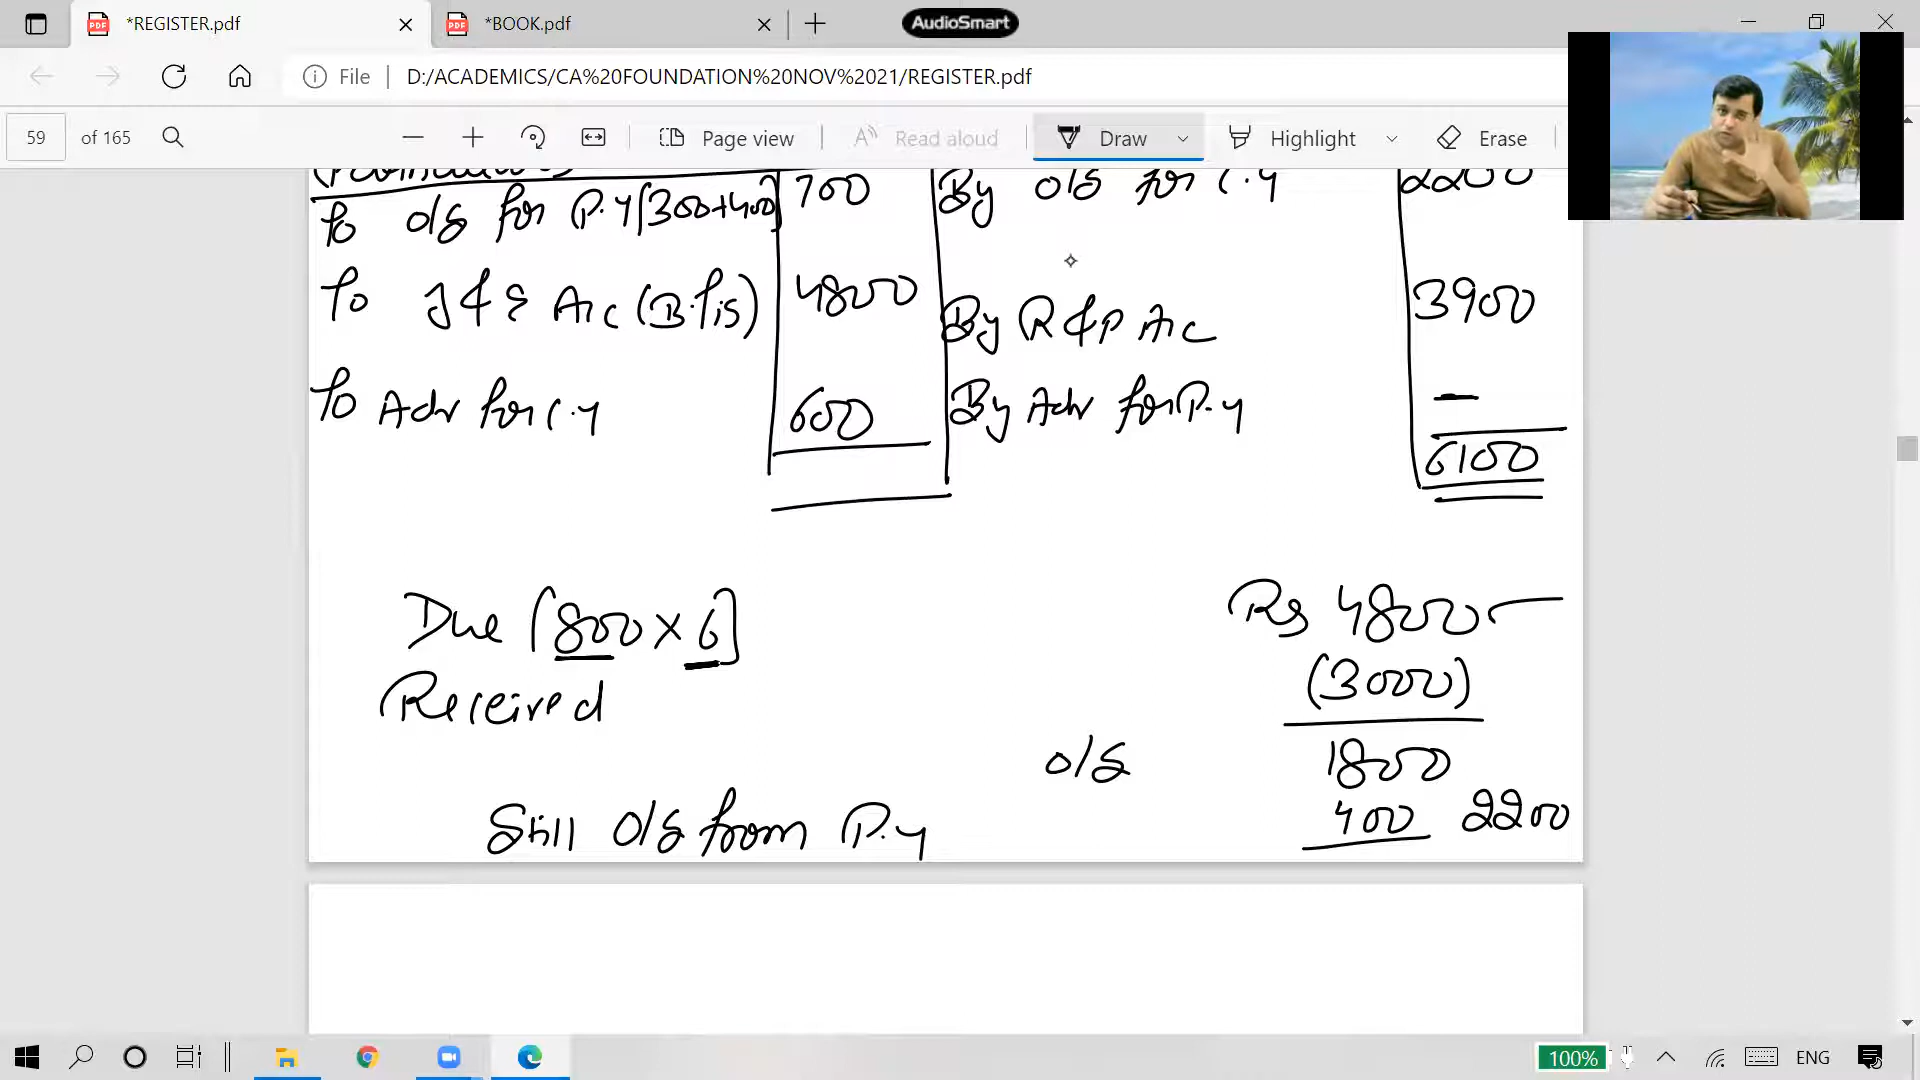 *REGISTER.pdf
*BOOK.pdf
AudioSmart
File D:/ACADEMICS/CA%20FOUNDATION%20NOV%2021/REGISTER.pdf
59 of 165
Page view
Read aloud
Draw
Highlight
Erase
To o/s for P.Y (300+400) 700 By o/s for C.Y 2200
To I & E A/c (B.fig) 4800 By R & P A/c 3900
To Adv for C.Y 600 By Adv for P.Y —
6100
Due [800 x 6] Rs 4800
Received (3000)
o/s 1800
Still o/s from P.Y 400 2200
100%
ENG